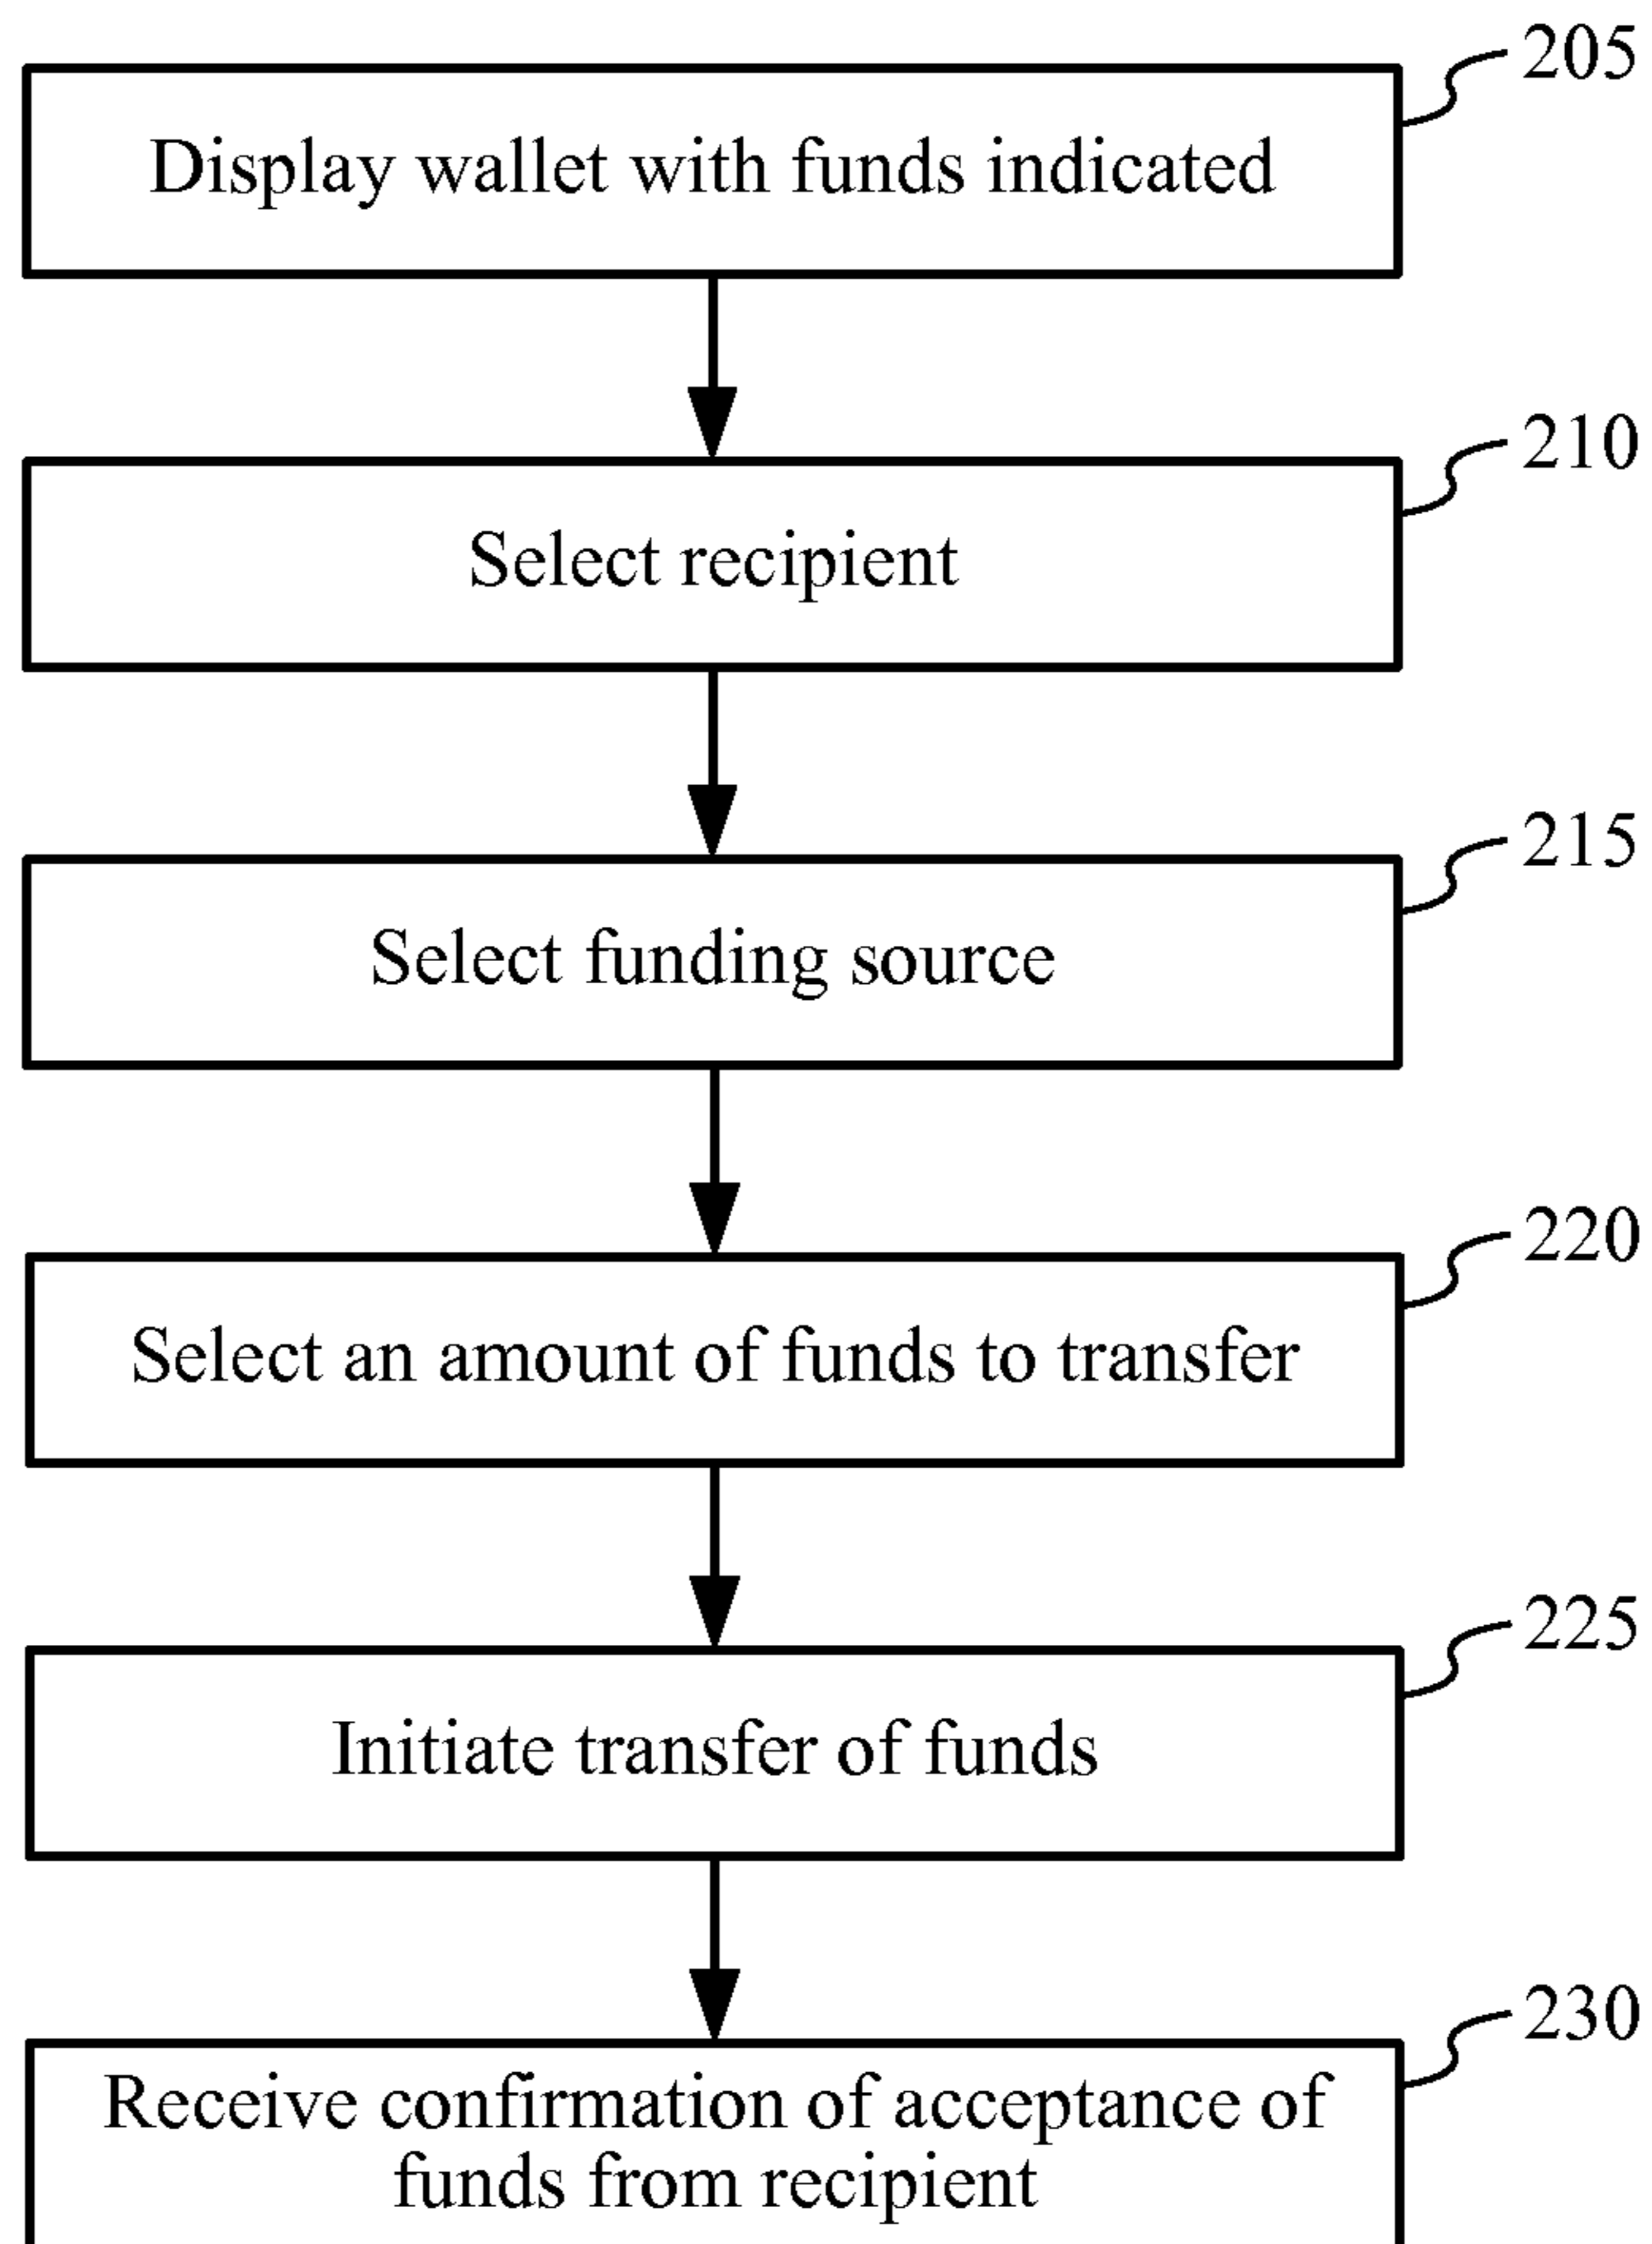 205
Display wallet with funds indicated
210
Select recipient
215
Select funding source
220
Select an amount of funds to transfer
225
Initiate transfer of funds
230
Receive confirmation of acceptance of
funds from recipient